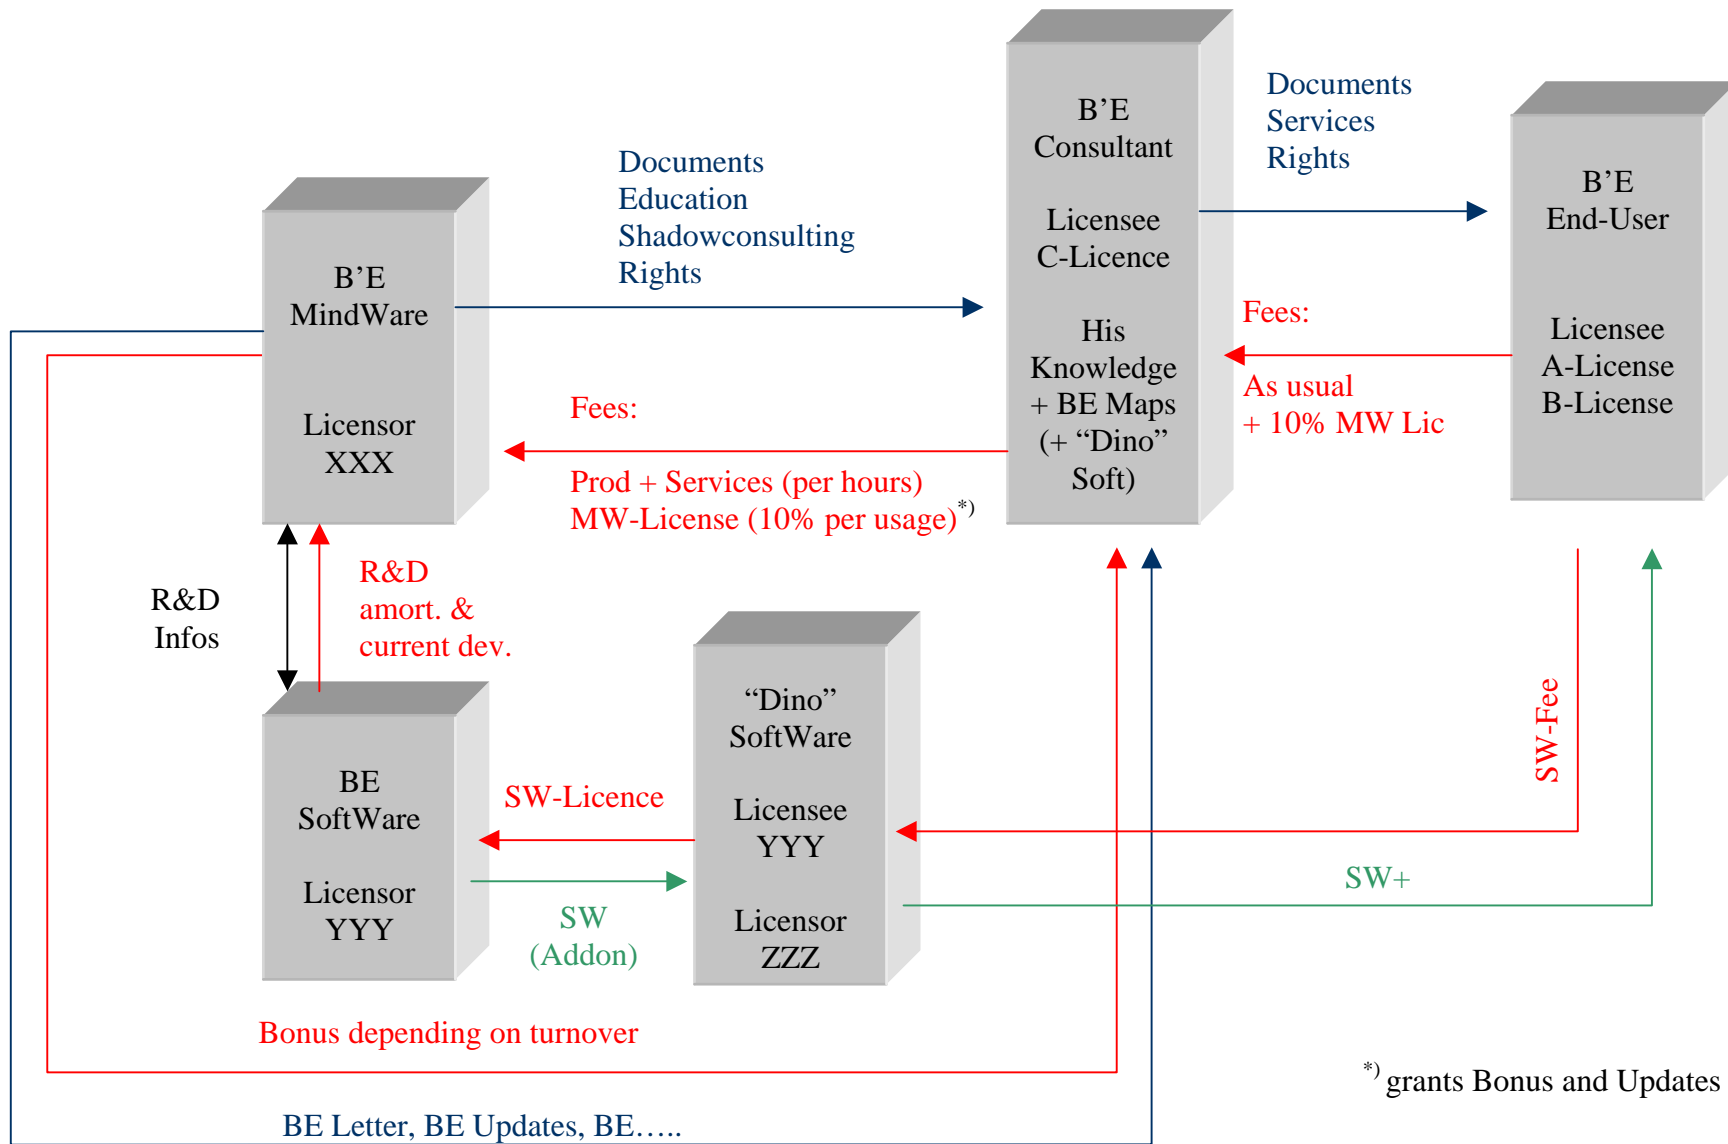 B’E
MindWare
Licensor
XXX
Documents
Education
Shadowconsulting
Rights
B’E
Consultant
Licensee
C-Licence
His
Knowledge
+ BE Maps
(+ “Dino”
Soft)
Documents
Services
Rights
B’E
End-User
Licensee
A-License
B-License
Fees:
As usual
+ 10% MW Lic
Fees:
Prod + Services (per hours)
MW-License (10% per usage)*)
R&D
Infos
R&D
amort. &
current dev.
BE
SoftWare
Licensor
YYY
SW-Licence
SW
(Addon)
“Dino”
SoftWare
Licensee
YYY
Licensor
ZZZ
SW-Fee
SW+
Bonus depending on turnover
*) grants Bonus and Updates
BE Letter, BE Updates, BE…..